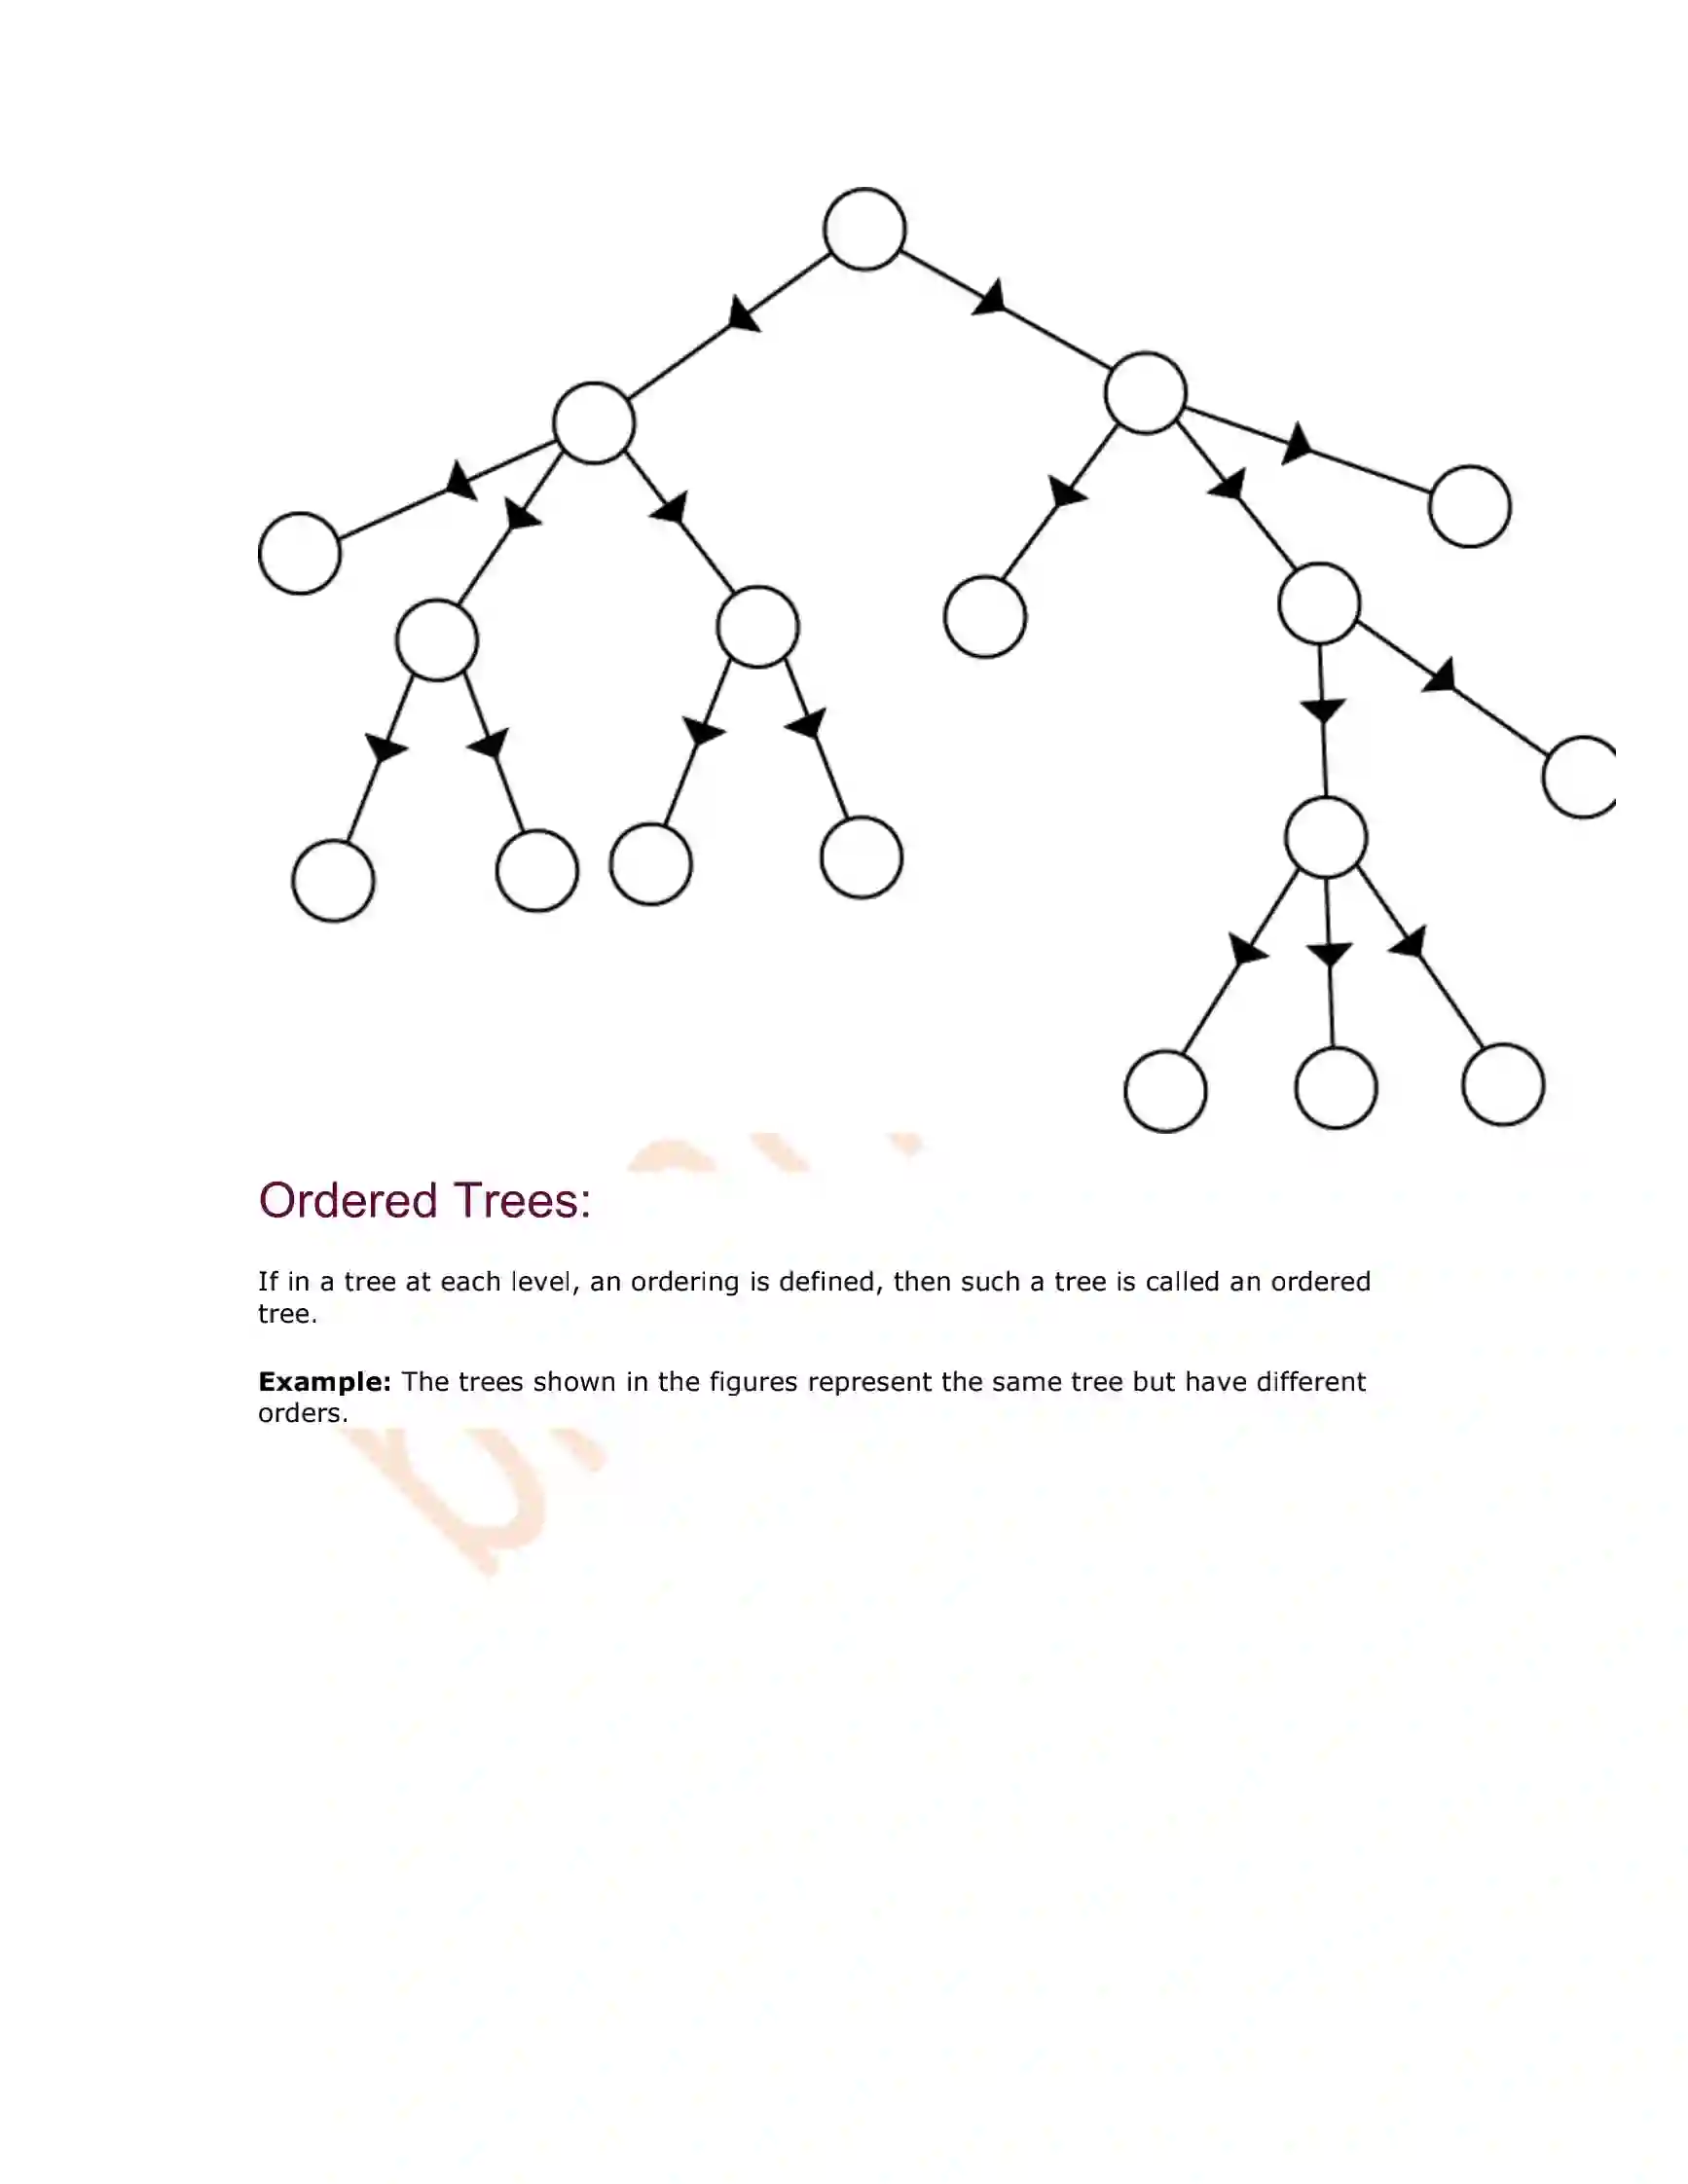 Ordered Trees:
If in a tree at each level, an ordering is defined, then such a tree is called an ordered
tree.
Example: The trees shown in the figures represent the same tree but have different
orders.